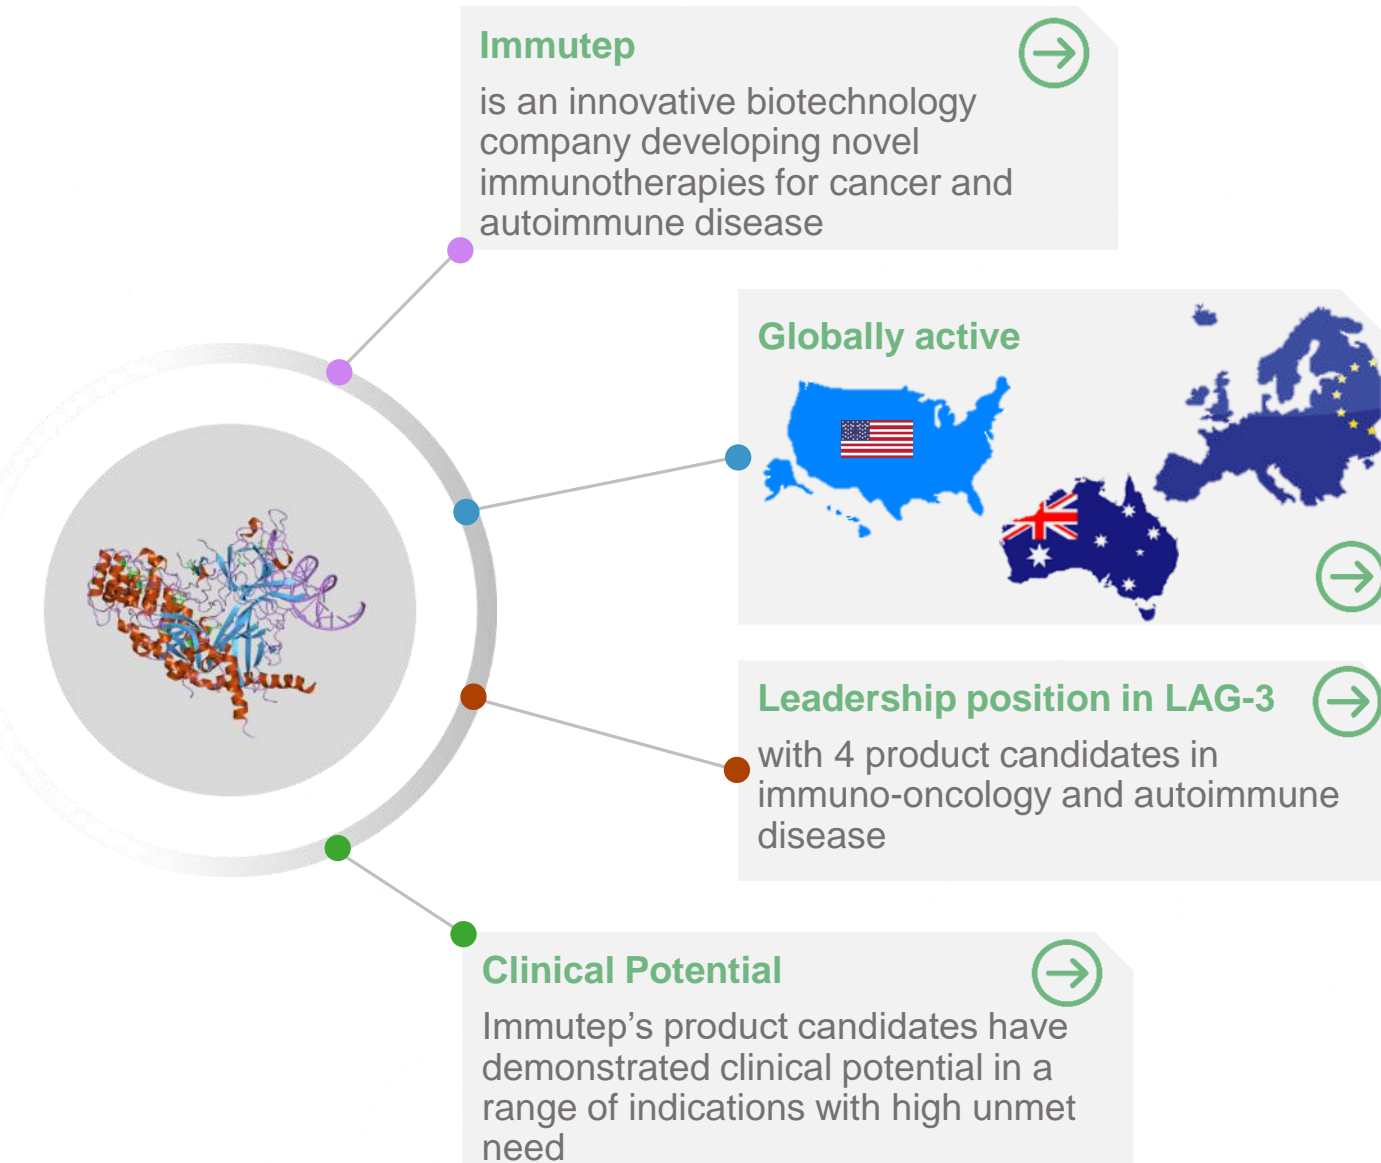 Immutep
is an innovative biotechnology
company developing novel
immunotherapies for cancer and
autoimmune disease
Globally active
Leadership position in LAG-3
with 4 product candidates in
immuno-oncology and autoimmune
disease
Clinical Potential
Immutep’s product candidates have
demonstrated clinical potential in a
range of indications with high unmet
need